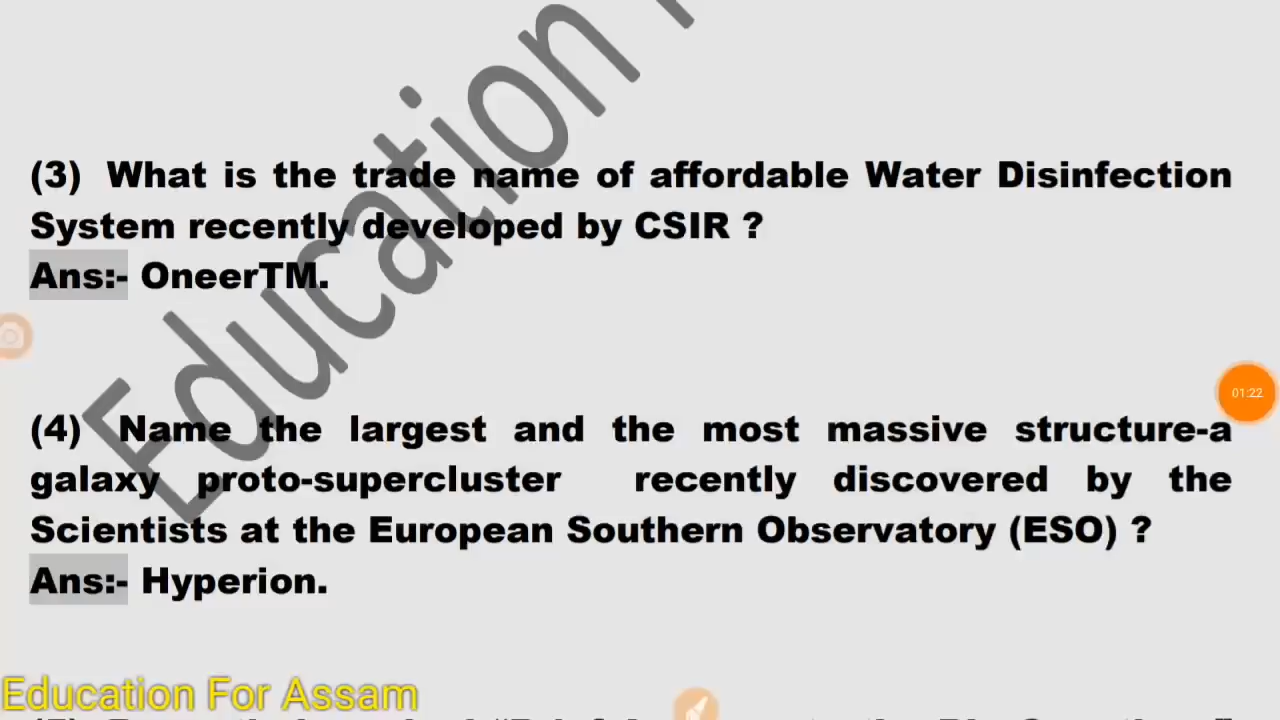 Education
(3) What is the trade name of affordable Water Disinfection
System recently developed by CSIR ?
Ans:- OneerTM.
01:22
(4) Name the largest and the most massive structure-a
galaxy proto-supercluster recently discovered by the
Scientists at the European Southern Observatory (ESO) ?
Ans:- Hyperion.
Education For Assam